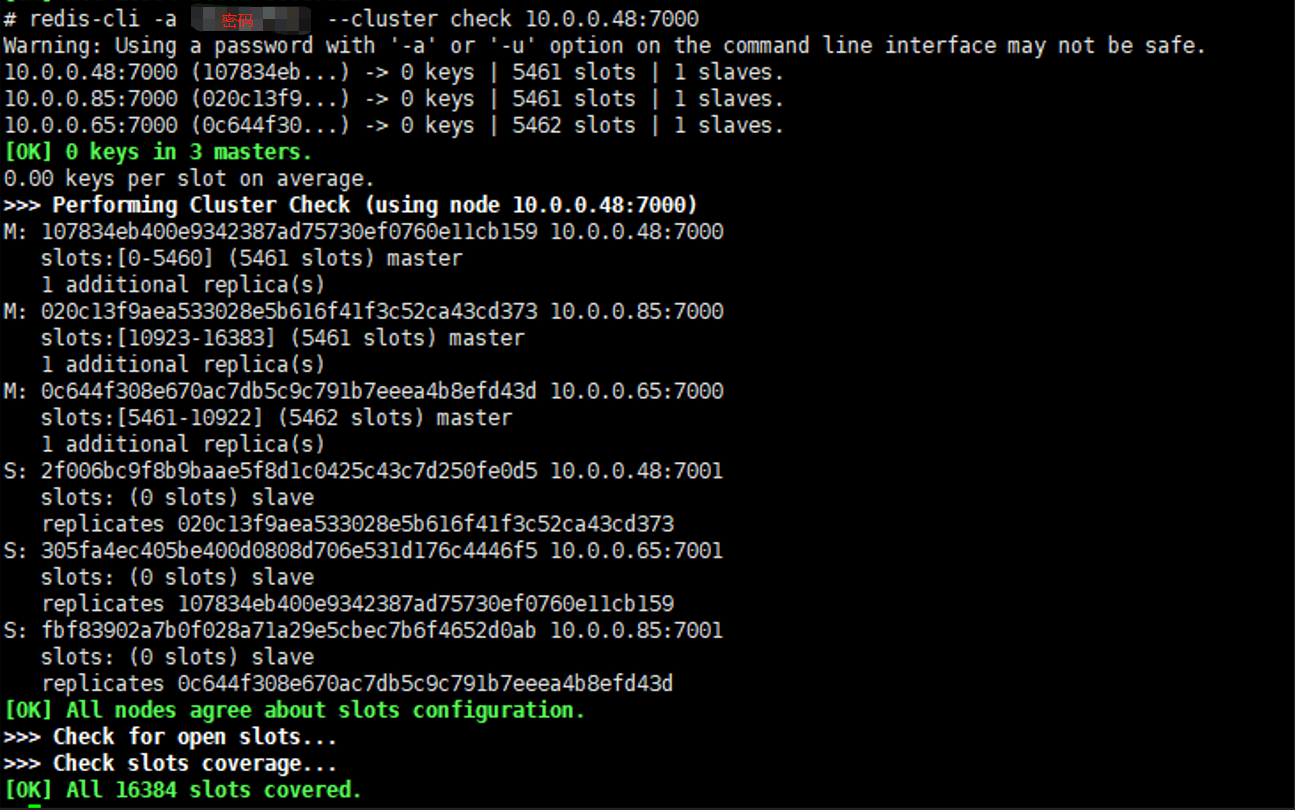 # redis-cli -a 密码 --cluster check 10.0.0.48:7000
Warning: Using a password with '-a' or '-u' option on the command line interface may not be safe.
10.0.0.48:7000 (107834eb...) -> 0 keys | 5461 slots | 1 slaves.
10.0.0.85:7000 (020c13f9...) -> 0 keys | 5461 slots | 1 slaves.
10.0.0.65:7000 (0c644f30...) -> 0 keys | 5462 slots | 1 slaves.
[OK] 0 keys in 3 masters.
0.00 keys per slot on average.
>>> Performing Cluster Check (using node 10.0.0.48:7000)
M: 107834eb400e9342387ad75730ef0760e11cb159 10.0.0.48:7000
   slots:[0-5460] (5461 slots) master
   1 additional replica(s)
M: 020c13f9aea533028e5b616f41f3c52ca43cd373 10.0.0.85:7000
   slots:[10923-16383] (5461 slots) master
   1 additional replica(s)
M: 0c644f308e670ac7db5c9c791b7eeea4b8efd43d 10.0.0.65:7000
   slots:[5461-10922] (5462 slots) master
   1 additional replica(s)
S: 2f006bc9f8b9baae5f8d1c0425c43c7d250fe0d5 10.0.0.48:7001
   slots: (0 slots) slave
   replicates 020c13f9aea533028e5b616f41f3c52ca43cd373
S: 305fa4ec405be400d0808d706e531d176c4446f5 10.0.0.65:7001
   slots: (0 slots) slave
   replicates 107834eb400e9342387ad75730ef0760e11cb159
S: fbf83902a7b0f028a71a29e5cbec7b6f4652d0ab 10.0.0.85:7001
   slots: (0 slots) slave
   replicates 0c644f308e670ac7db5c9c791b7eeea4b8efd43d
[OK] All nodes agree about slots configuration.
>>> Check for open slots...
>>> Check slots coverage...
[OK] All 16384 slots covered.